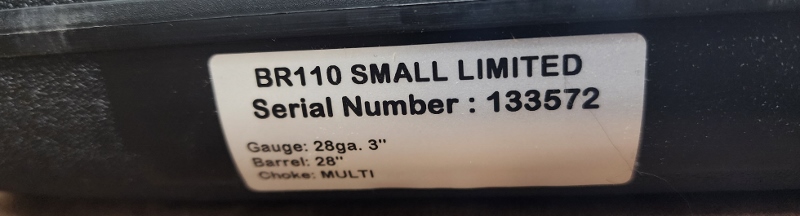 BR110 SMALL LIMITED
Serial Number : 133572
Gauge: 28ga. 3"
Barrel: 28"
Choke: MULTI